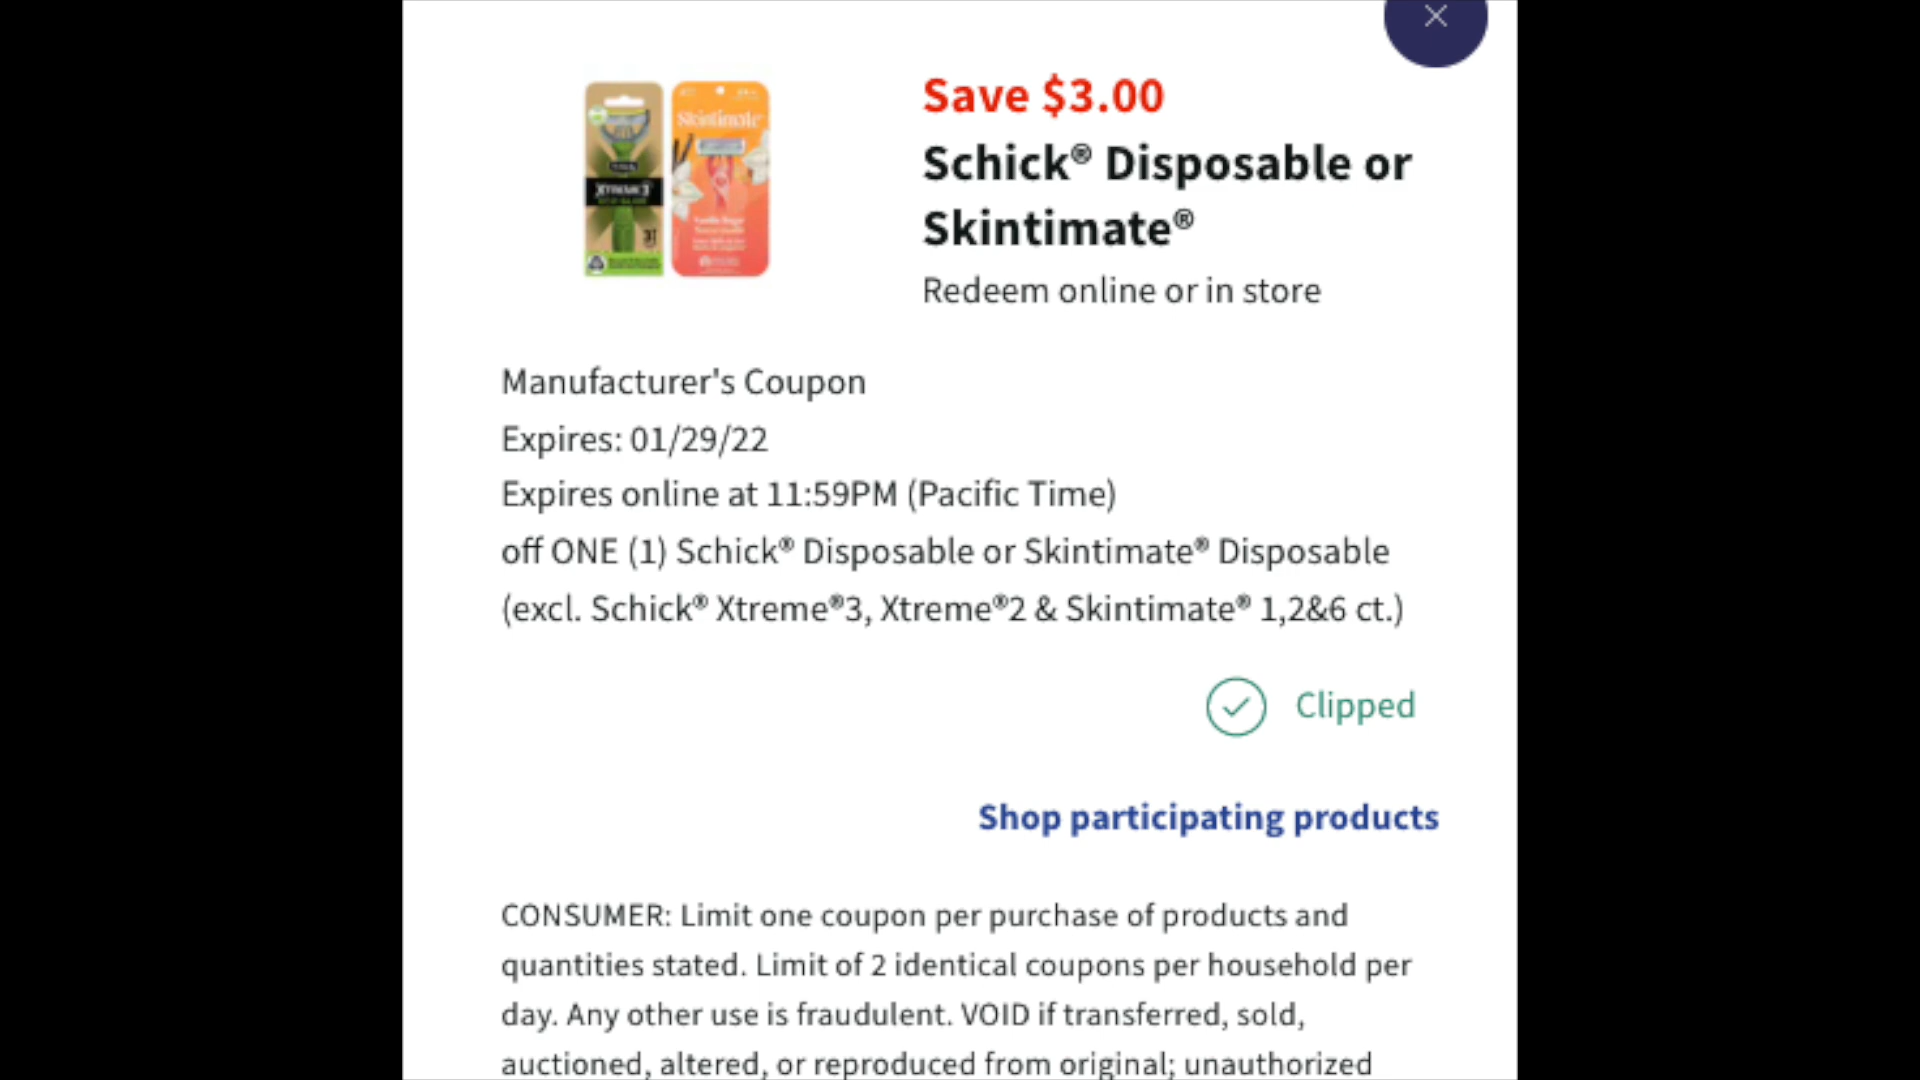 Save $3.00
Schick® Disposable or
Skintimate®
Redeem online or in store
Skintimate
XTREME3
Manufacturer's Coupon
Expires: 01/29/22
Expires online at 11:59PM (Pacific Time)
off ONE (1) Schick® Disposable or Skintimate® Disposable
(excl. Schick® Xtreme®3, Xtreme®2 & Skintimate® 1,2&6 ct.)
Clipped
Shop participating products
CONSUMER: Limit one coupon per purchase of products and
quantities stated. Limit of 2 identical coupons per household per
day. Any other use is fraudulent. VOID if transferred, sold,
auctioned, altered, or reproduced from original; unauthorized